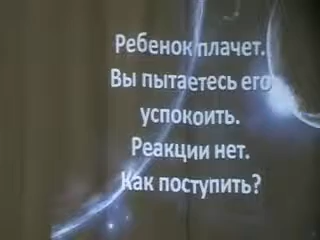 Ребенок плачет.
Вы пытаетесь его
успокоить.
Реакции нет.
Как поступить?